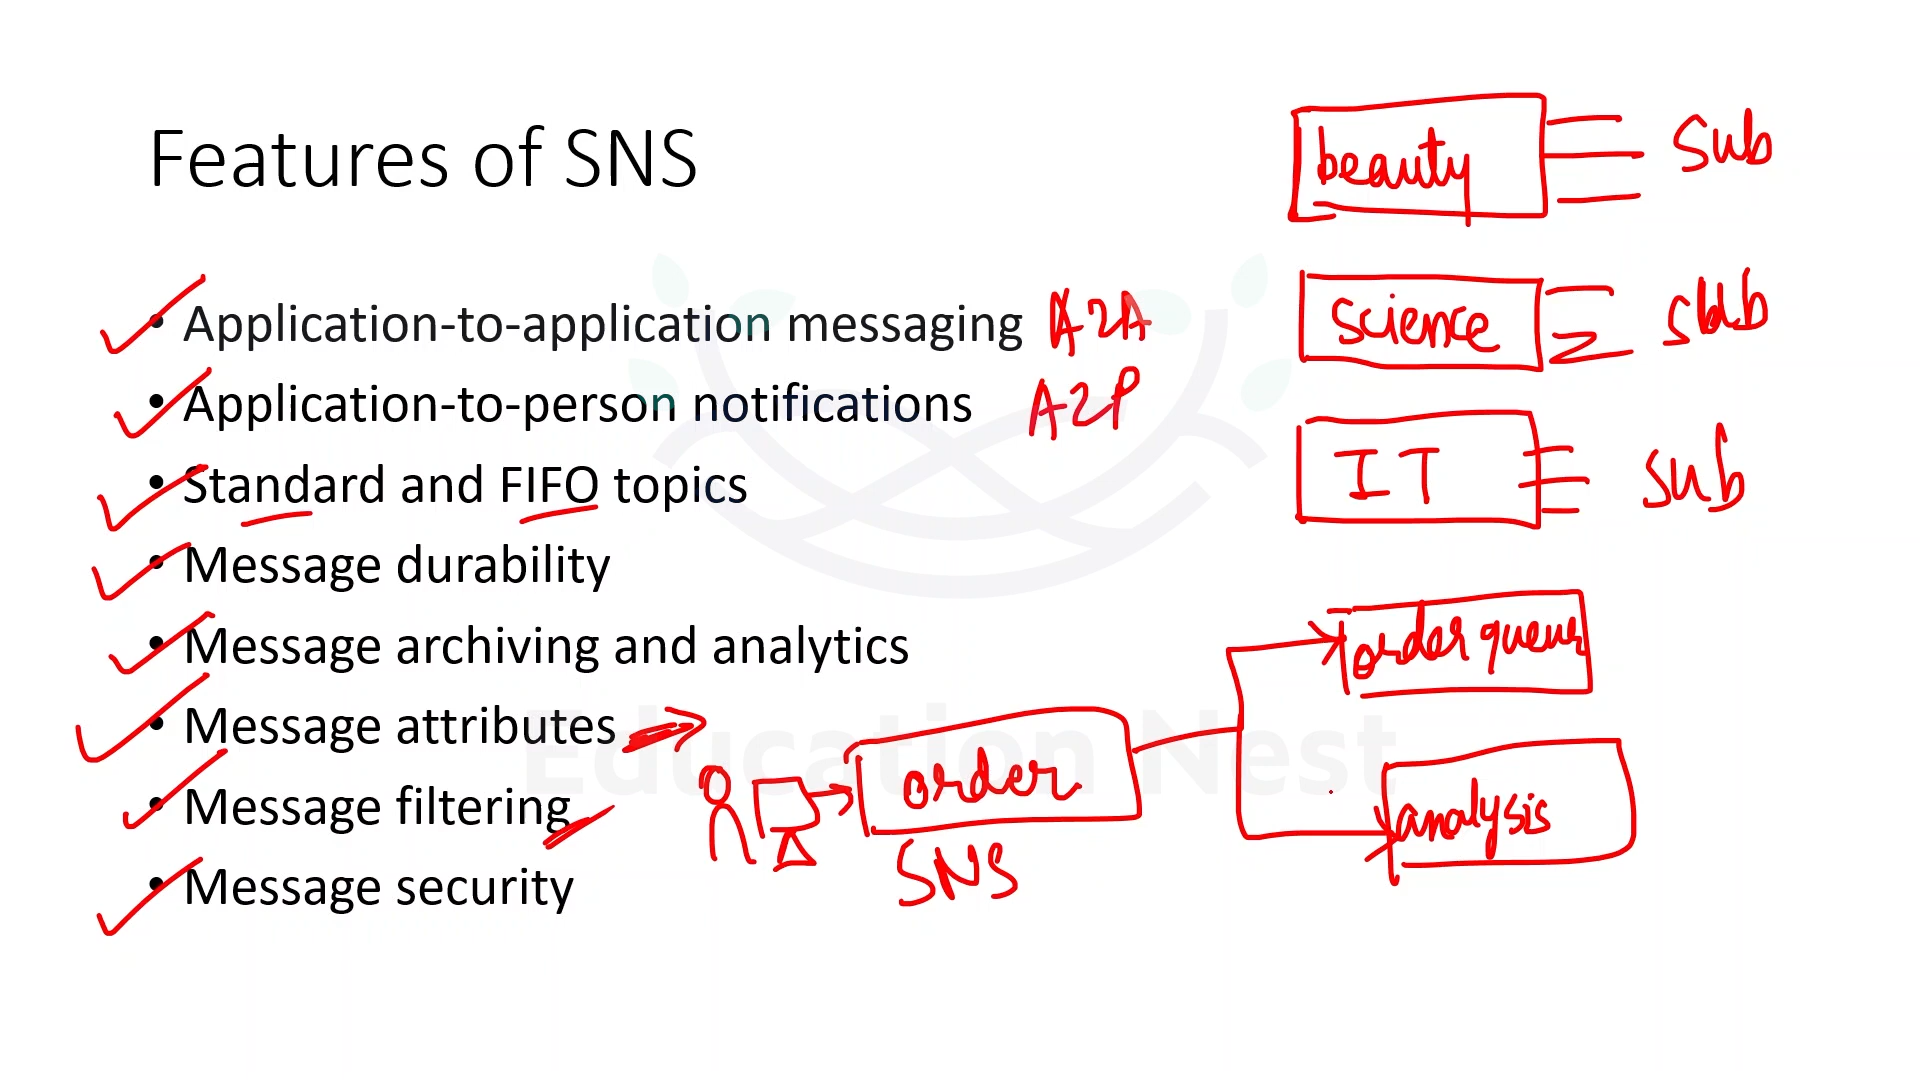 Features of SNS
• Application-to-application messaging A2A
• Application-to-person notifications A2P
• Standard and FIFO topics
• Message durability
• Message archiving and analytics
• Message attributes
• Message filtering
• Message security
beauty sub
science sub
IT sub
order queue
order
analysis
SNS
Education Nest